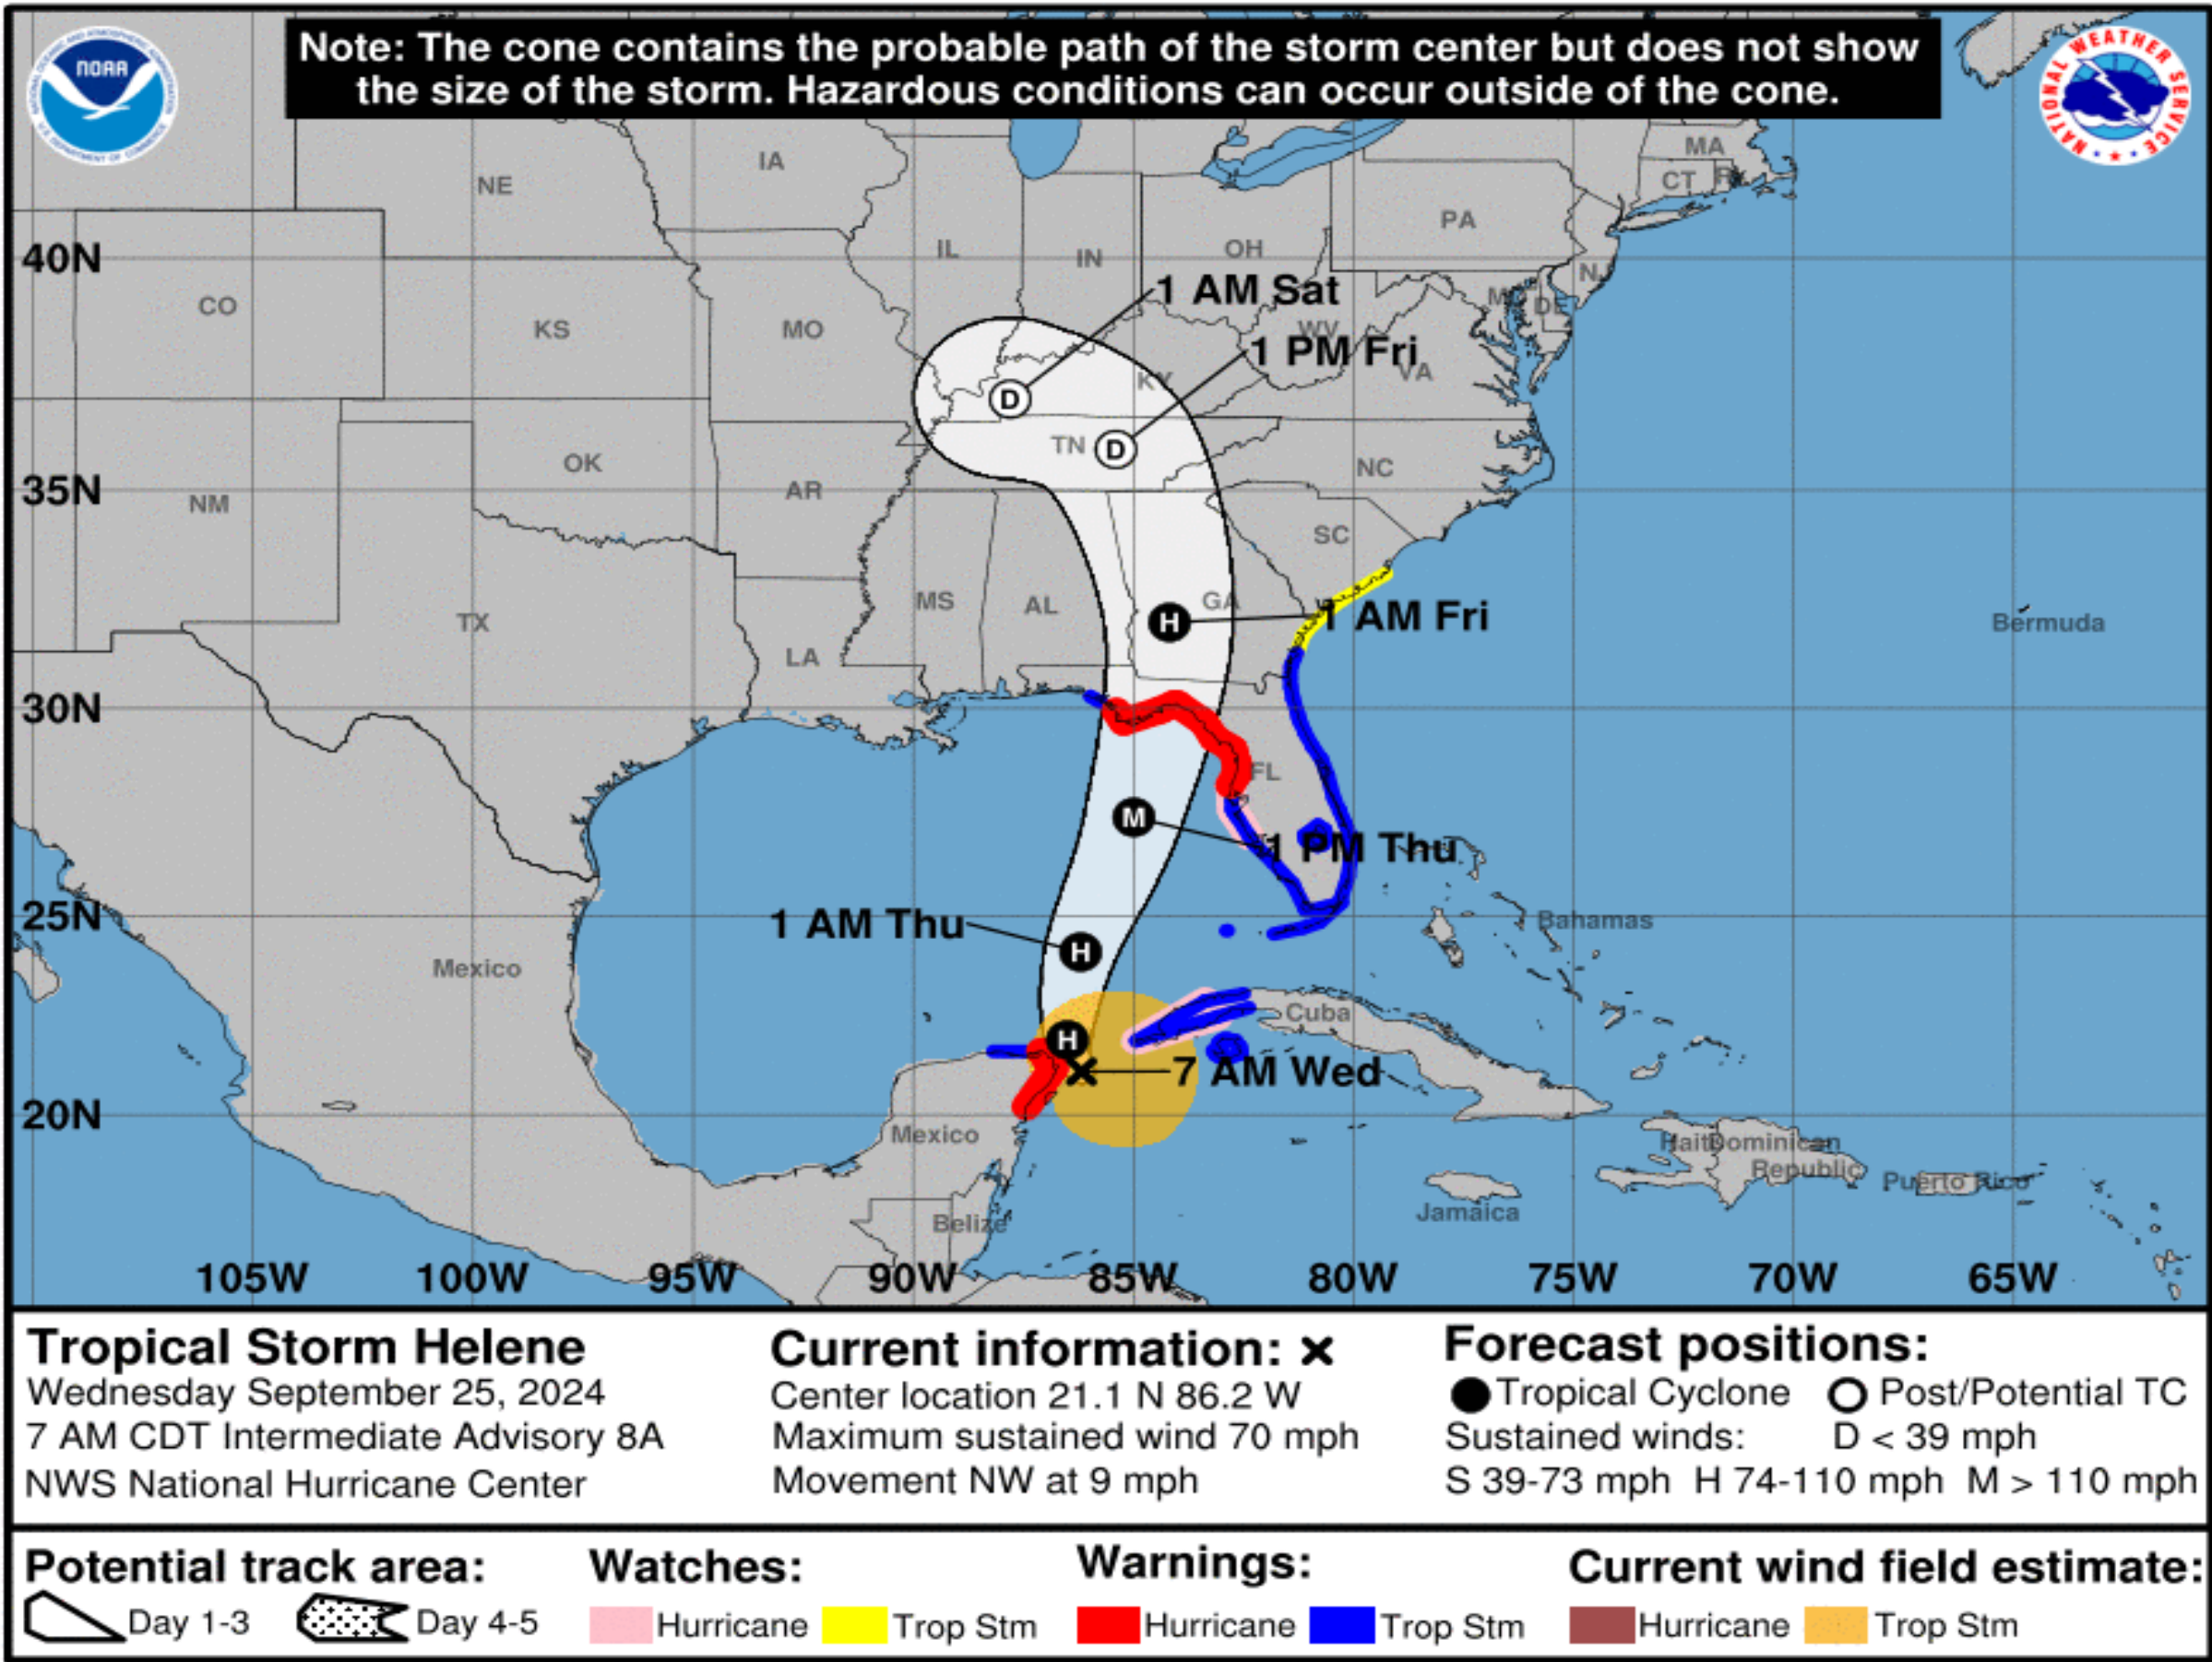 Note: The cone contains the probable path of the storm center but does not show
the size of the storm. Hazardous conditions can occur outside of the cone.
NOAA
NATIONAL OCEANIC AND ATMOSPHERIC ADMINISTRATION
U.S. DEPARTMENT OF COMMERCE
NATIONAL WEATHER SERVICE
MA
CT
IA
NE
PA
40N
IL
IN
OH
NJ
1 AM Sat
DE
CO
KS
MO
WV
1 PM Fri
VA
KY
D
TN
D
OK
NC
35N
AR
NM
SC
MS
AL
GA
H
1 AM Fri
TX
Bermuda
LA
30N
FL
M
1 PM Thu
25N
1 AM Thu
Bahamas
H
Mexico
Cuba
H
7 AM Wed
20N
Mexico
Haiti
Dominican
Republic
Puerto Rico
Jamaica
Belize
105W 100W 95W 90W 85W 80W 75W 70W 65W
Tropical Storm Helene
Wednesday September 25, 2024
7 AM CDT Intermediate Advisory 8A
NWS National Hurricane Center
Current information: x
Center location 21.1 N 86.2 W
Maximum sustained wind 70 mph
Movement NW at 9 mph
Forecast positions:
Tropical Cyclone Post/Potential TC
Sustained winds: D < 39 mph
S 39-73 mph H 74-110 mph M > 110 mph
Potential track area:
Day 1-3 Day 4-5
Watches:
Hurricane Trop Stm
Warnings:
Hurricane Trop Stm
Current wind field estimate:
Hurricane Trop Stm